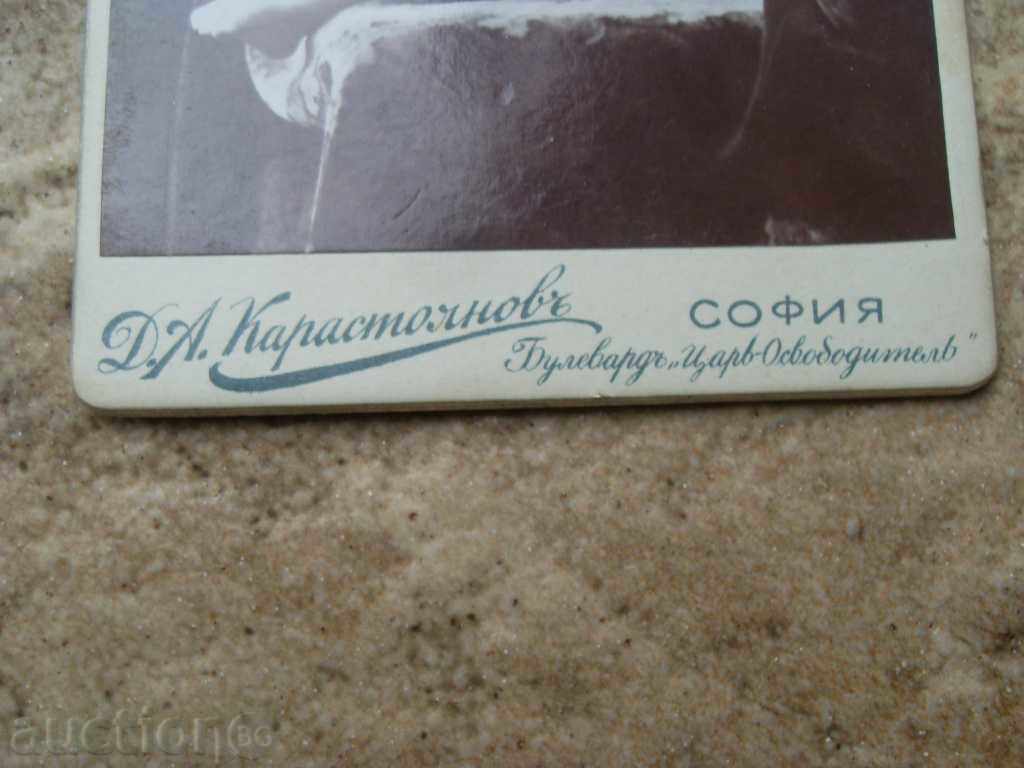 Д.А. Карастояновъ
СОФИЯ
Булевардъ „Царь-Освободитель"
auction.BG